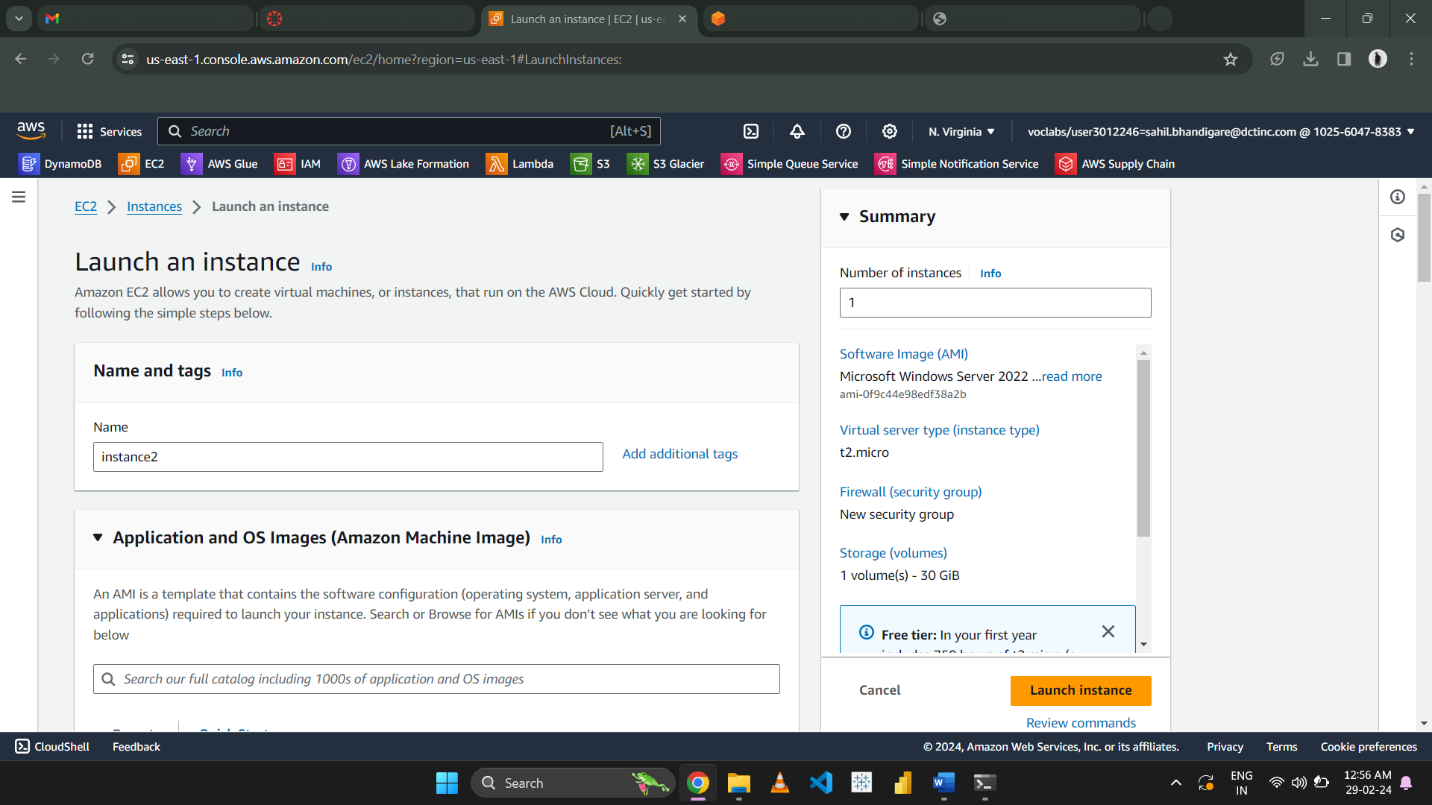 Launch an instance | EC2 | us-ea
us-east-1.console.aws.amazon.com/ec2/home?region=us-east-1#LaunchInstances:
aws
Services
Search
[Alt+S]
N. Virginia
voclabs/user3012246=sahil.bhandigare@dctinc.com @ 1025-6047-8383
DynamoDB
EC2
AWS Glue
IAM
AWS Lake Formation
Lambda
S3
S3 Glacier
Simple Queue Service
Simple Notification Service
AWS Supply Chain
EC2
Instances
Launch an instance
Launch an instance Info
Amazon EC2 allows you to create virtual machines, or instances, that run on the AWS Cloud. Quickly get started by
following the simple steps below.
Name and tags Info
Name
instance2
Add additional tags
Application and OS Images (Amazon Machine Image) Info
An AMI is a template that contains the software configuration (operating system, application server, and
applications) required to launch your instance. Search or Browse for AMIs if you don't see what you are looking for
below
Search our full catalog including 1000s of application and OS images
Summary
Number of instances Info
1
Software Image (AMI)
Microsoft Windows Server 2022 ...read more
ami-0f9c44e98edf38a2b
Virtual server type (instance type)
t2.micro
Firewall (security group)
New security group
Storage (volumes)
1 volume(s) - 30 GiB
Free tier: In your first year
Cancel
Launch instance
Review commands
CloudShell
Feedback
© 2024, Amazon Web Services, Inc. or its affiliates.
Privacy
Terms
Cookie preferences
Search
ENG
IN
12:56 AM
29-02-24